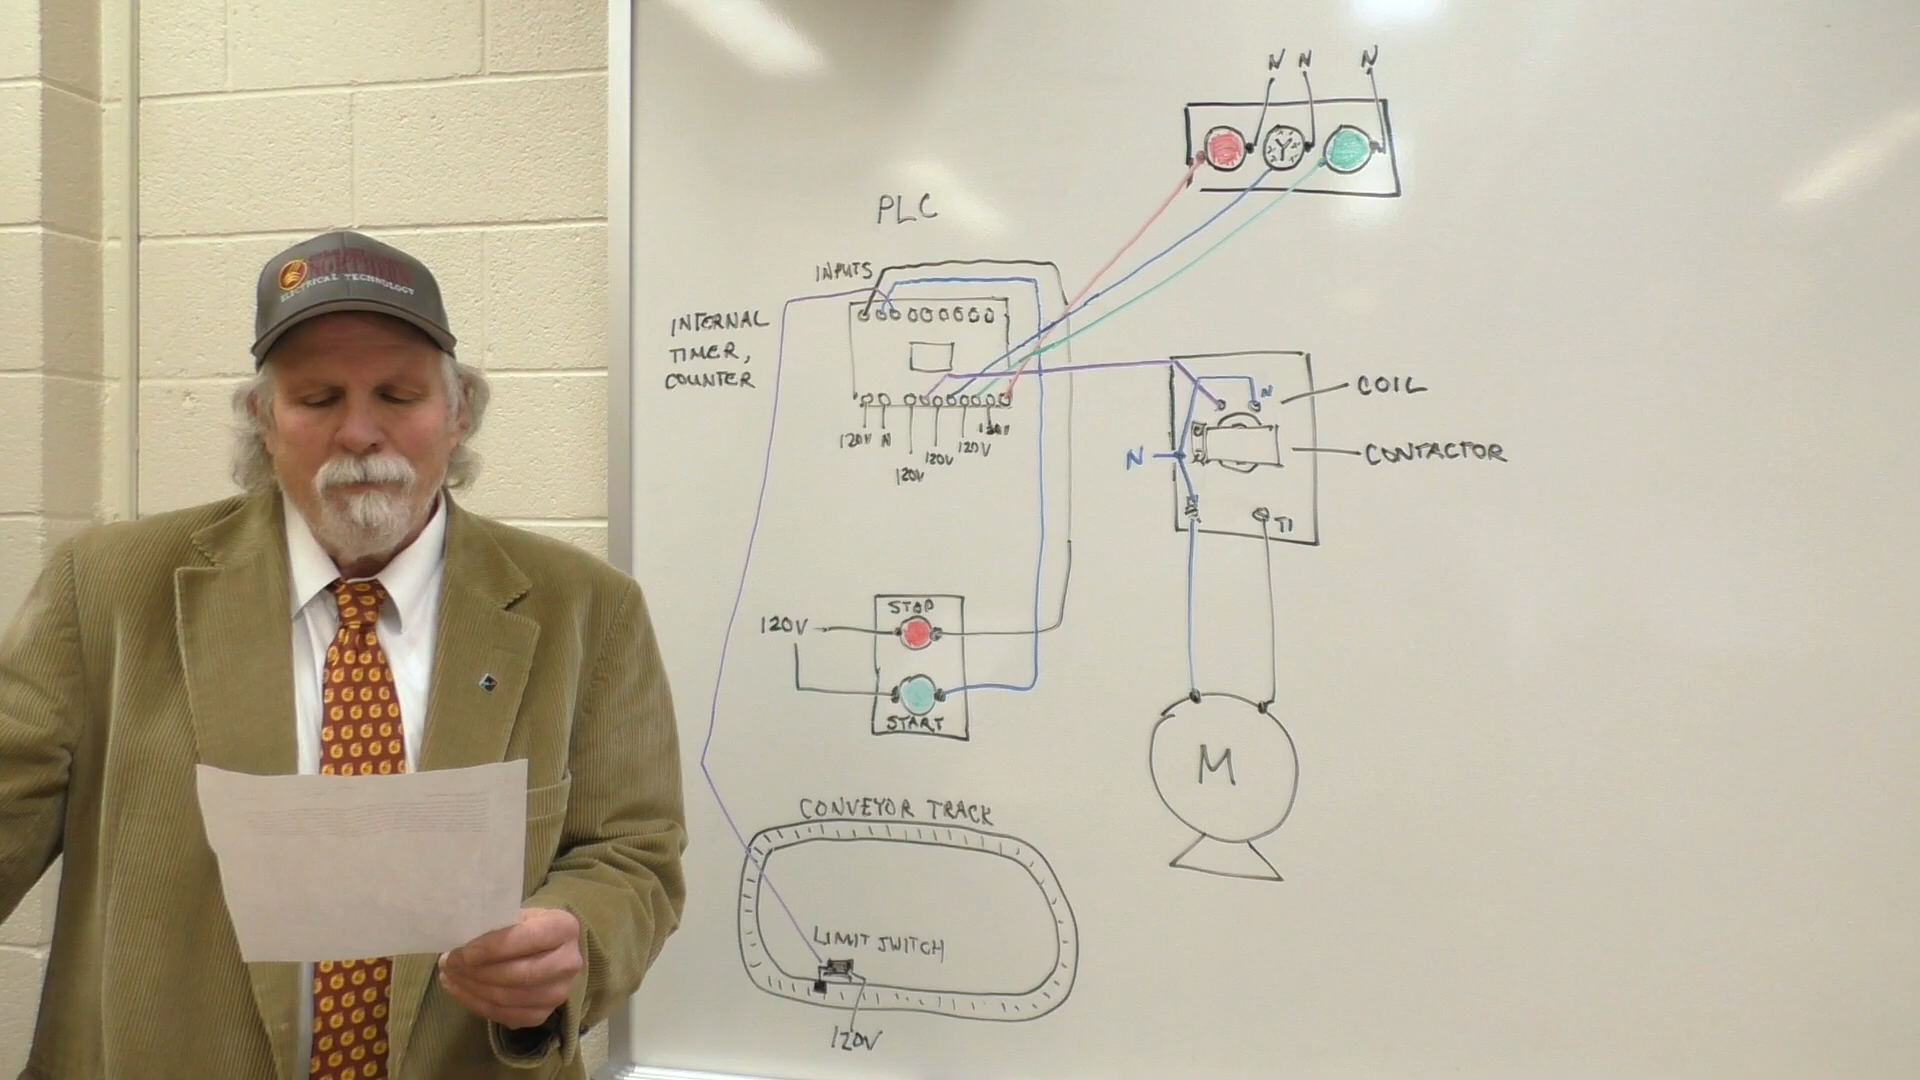 NORTHERN
ELECTRICAL TECHNOLOGY
N N N
Y
PLC
INPUTS
INTERNAL
TIMER,
COUNTER
120V N
120V
120V
120V
N
COIL
CONTACTOR
N
T1
STOP
120V
START
M
CONVEYOR TRACK
LIMIT SWITCH
120V